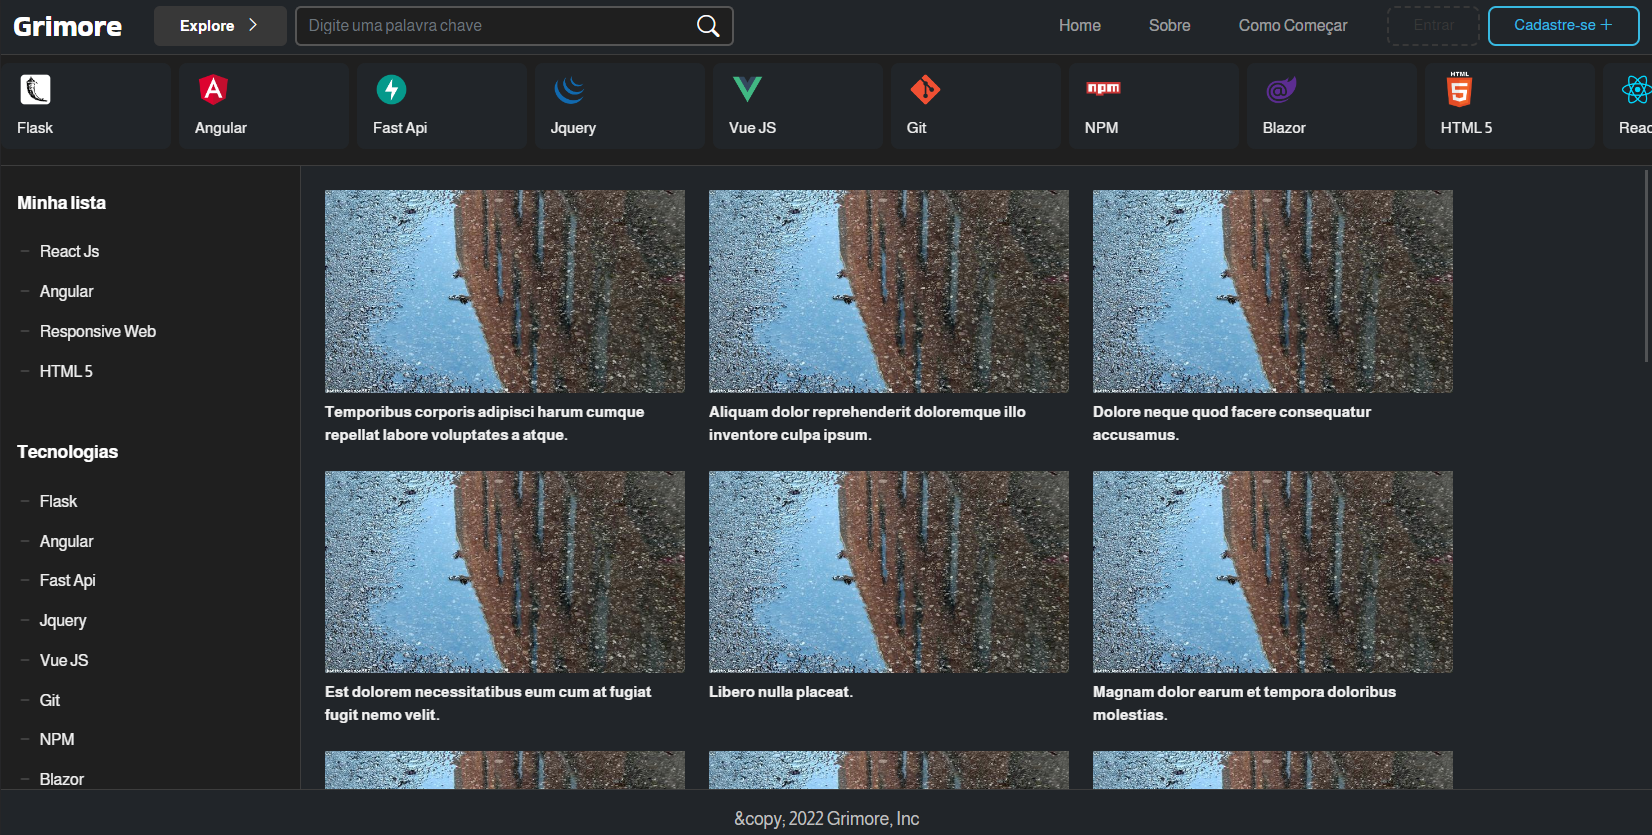 Grimore
Explore
Digite uma palavra chave
Home
Sobre
Como Começar
Entrar
Cadastre-se +
Flask
Angular
Fast Api
Jquery
Vue JS
Git
npm
NPM
Blazor
HTML
5
HTML 5
Reac
Minha lista
React Js
Angular
Responsive Web
HTML 5
Tecnologias
Flask
Angular
Fast Api
Jquery
Vue JS
Git
NPM
Blazor
Temporibus corporis adipisci harum cumque
repellat labore voluptates a atque.
Aliquam dolor reprehenderit doloremque illo
inventore culpa ipsum.
Dolore neque quod facere consequatur
accusamus.
Est dolorem necessitatibus eum cum at fugiat
fugit nemo velit.
Libero nulla placeat.
Magnam dolor earum et tempora doloribus
molestias.
&copy; 2022 Grimore, Inc